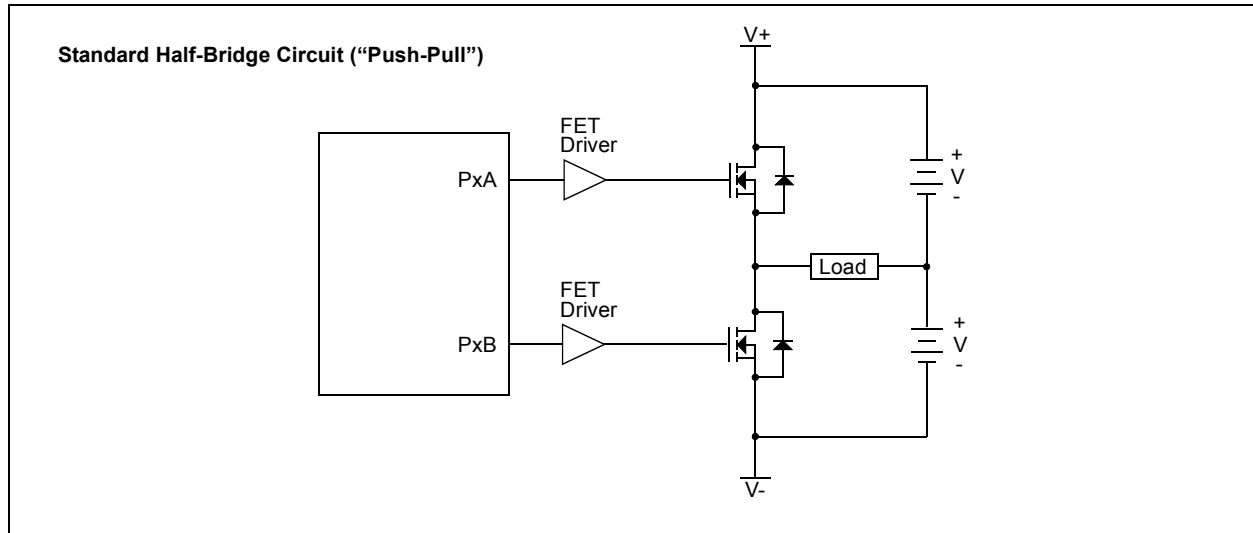 Standard Half-Bridge Circuit (“Push-Pull”)
V+
FET
Driver
PxA
+
V
-
Load
FET
Driver
PxB
+
V
-
V-